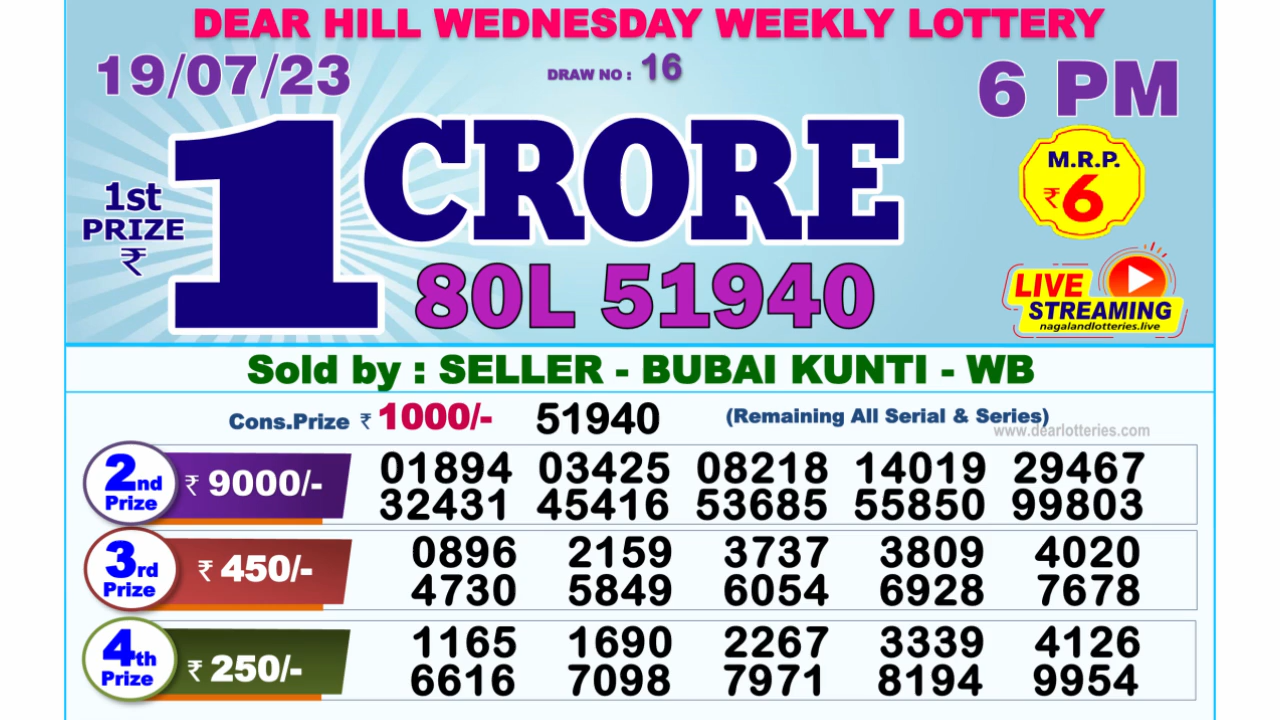 DEAR HILL WEDNESDAY WEEKLY LOTTERY
19/07/23
DRAW NO : 16
6 PM
1st PRIZE ₹ 1 CRORE
M.R.P. ₹6
80L 51940
LIVE STREAMING
nagalandlotteries.live
Sold by : SELLER - BUBAI KUNTI - WB
Cons.Prize ₹ 1000/- 51940 (Remaining All Serial & Series)
www.dearlotteries.com
2nd Prize ₹ 9000/-
01894 03425 08218 14019 29467
32431 45416 53685 55850 99803
3rd Prize ₹ 450/-
0896 2159 3737 3809 4020
4730 5849 6054 6928 7678
4th Prize ₹ 250/-
1165 1690 2267 3339 4126
6616 7098 7971 8194 9954